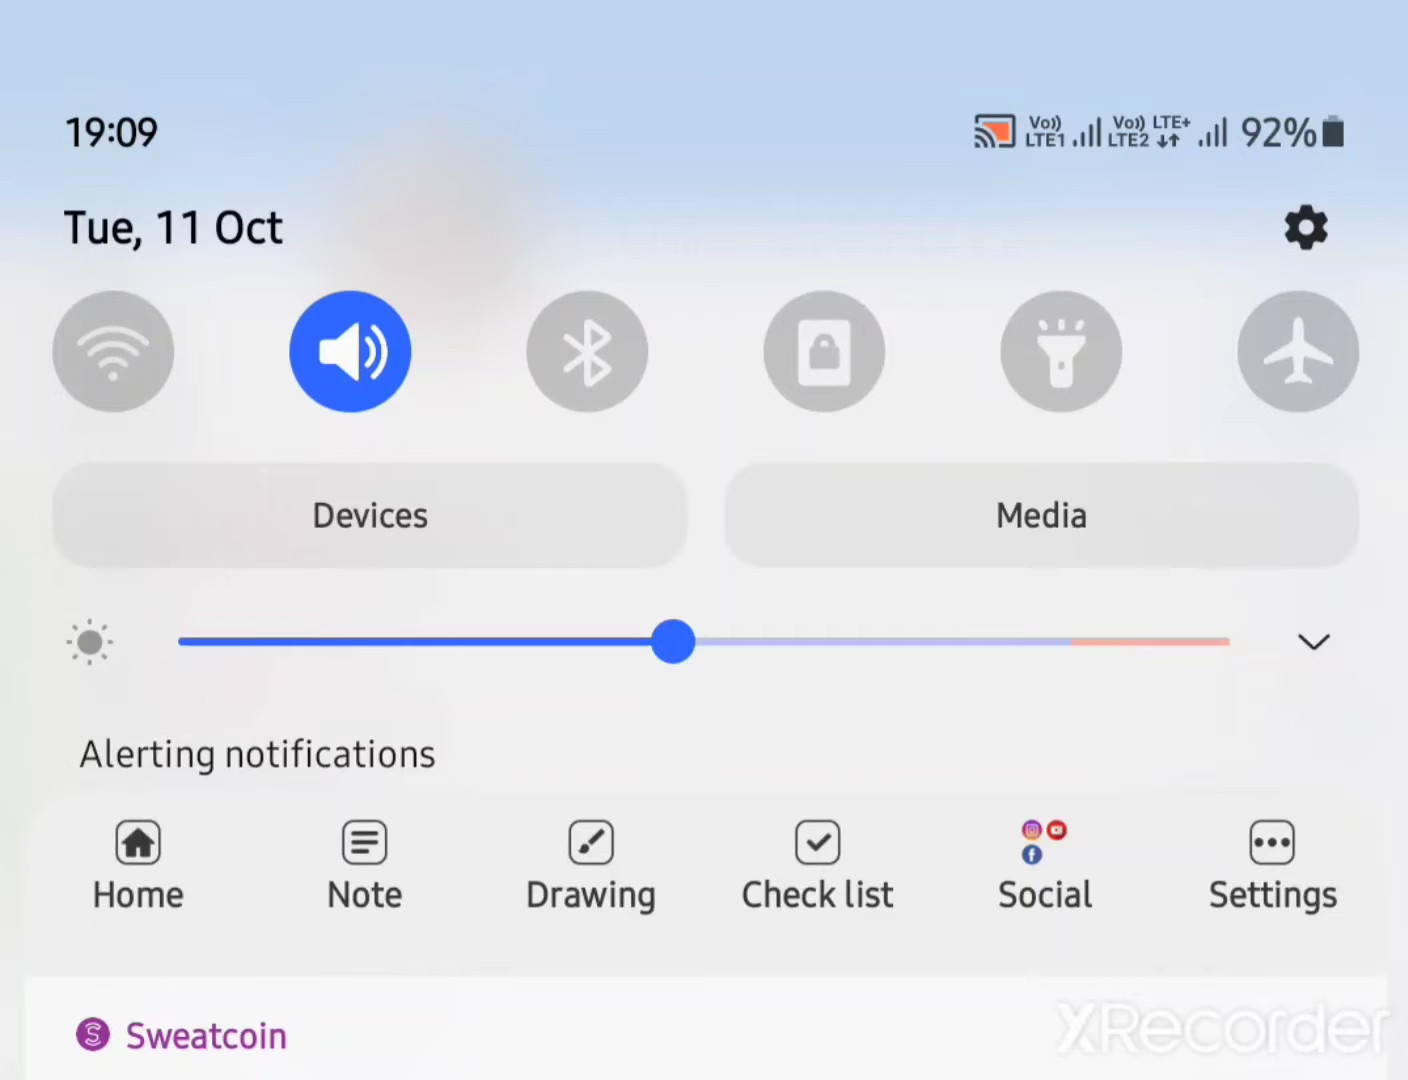 19:09
Vo)) LTE1 Vo)) LTE2 LTE+ 92%
Tue, 11 Oct
Devices Media
Alerting notifications
Home Note Drawing Check list Social Settings
Sweatcoin
XRecorder